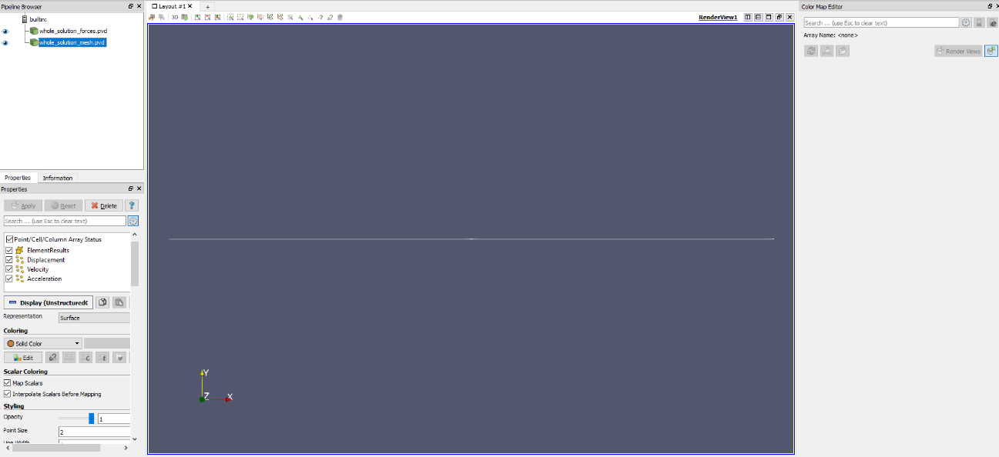 Pipeline Browser
builtin:
whole_solution_forces.pvd
whole_solution_mesh.pvd
Properties
Information
Properties
Apply
Reset
Delete
?
Search ... (use Esc to clear text)
Point/Cell/Column Array Status
ElementResults
Displacement
Velocity
Acceleration
Display (Unstructured
Representation
Surface
Coloring
Solid Color
Edit
Scalar Coloring
Map Scalars
Interpolate Scalars Before Mapping
Styling
Opacity
1
Point Size
2
Line Width
Layout #1
+
3D
RenderView1
Y
Z
X
Color Map Editor
Search ... (use Esc to clear text)
Array Name: <none>
Render Views